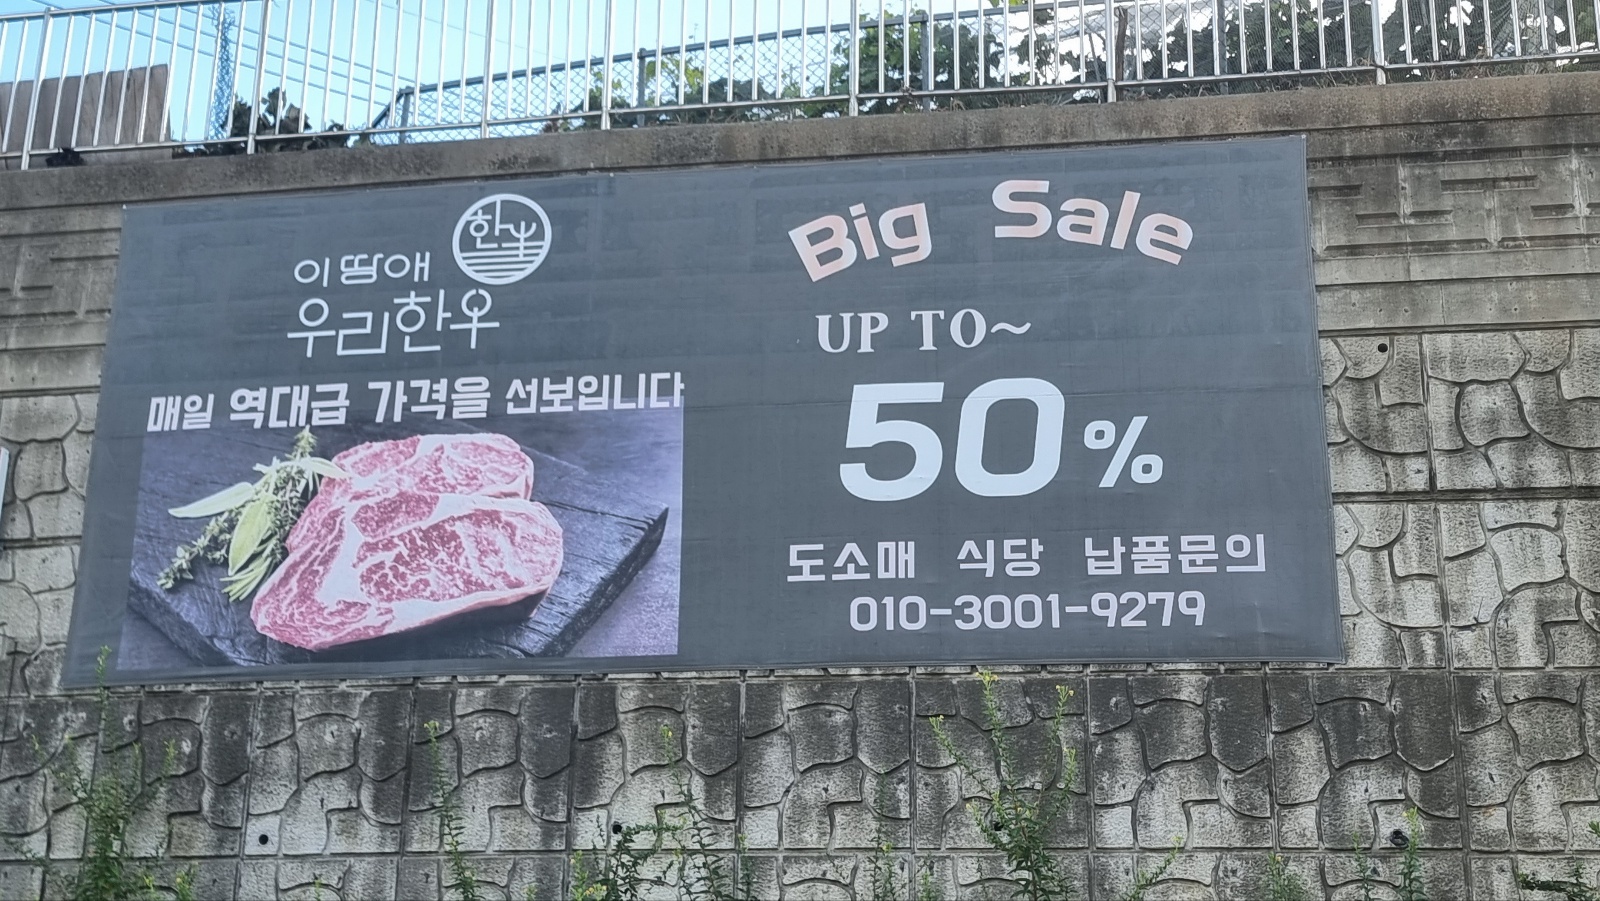 한牛
이땅애
우리한우
매일 역대급 가격을 선보입니다
Big Sale
UP TO~
50%
도소매 식당 납품문의
010-3001-9279